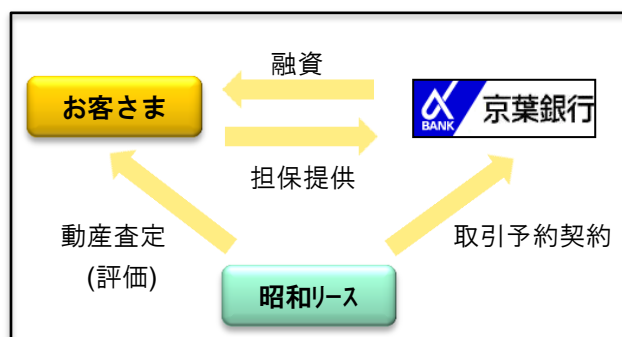 融資
お客さま
α
BANK
京葉銀行
担保提供
動産査定
(評価)
取引予約契約
昭和リース